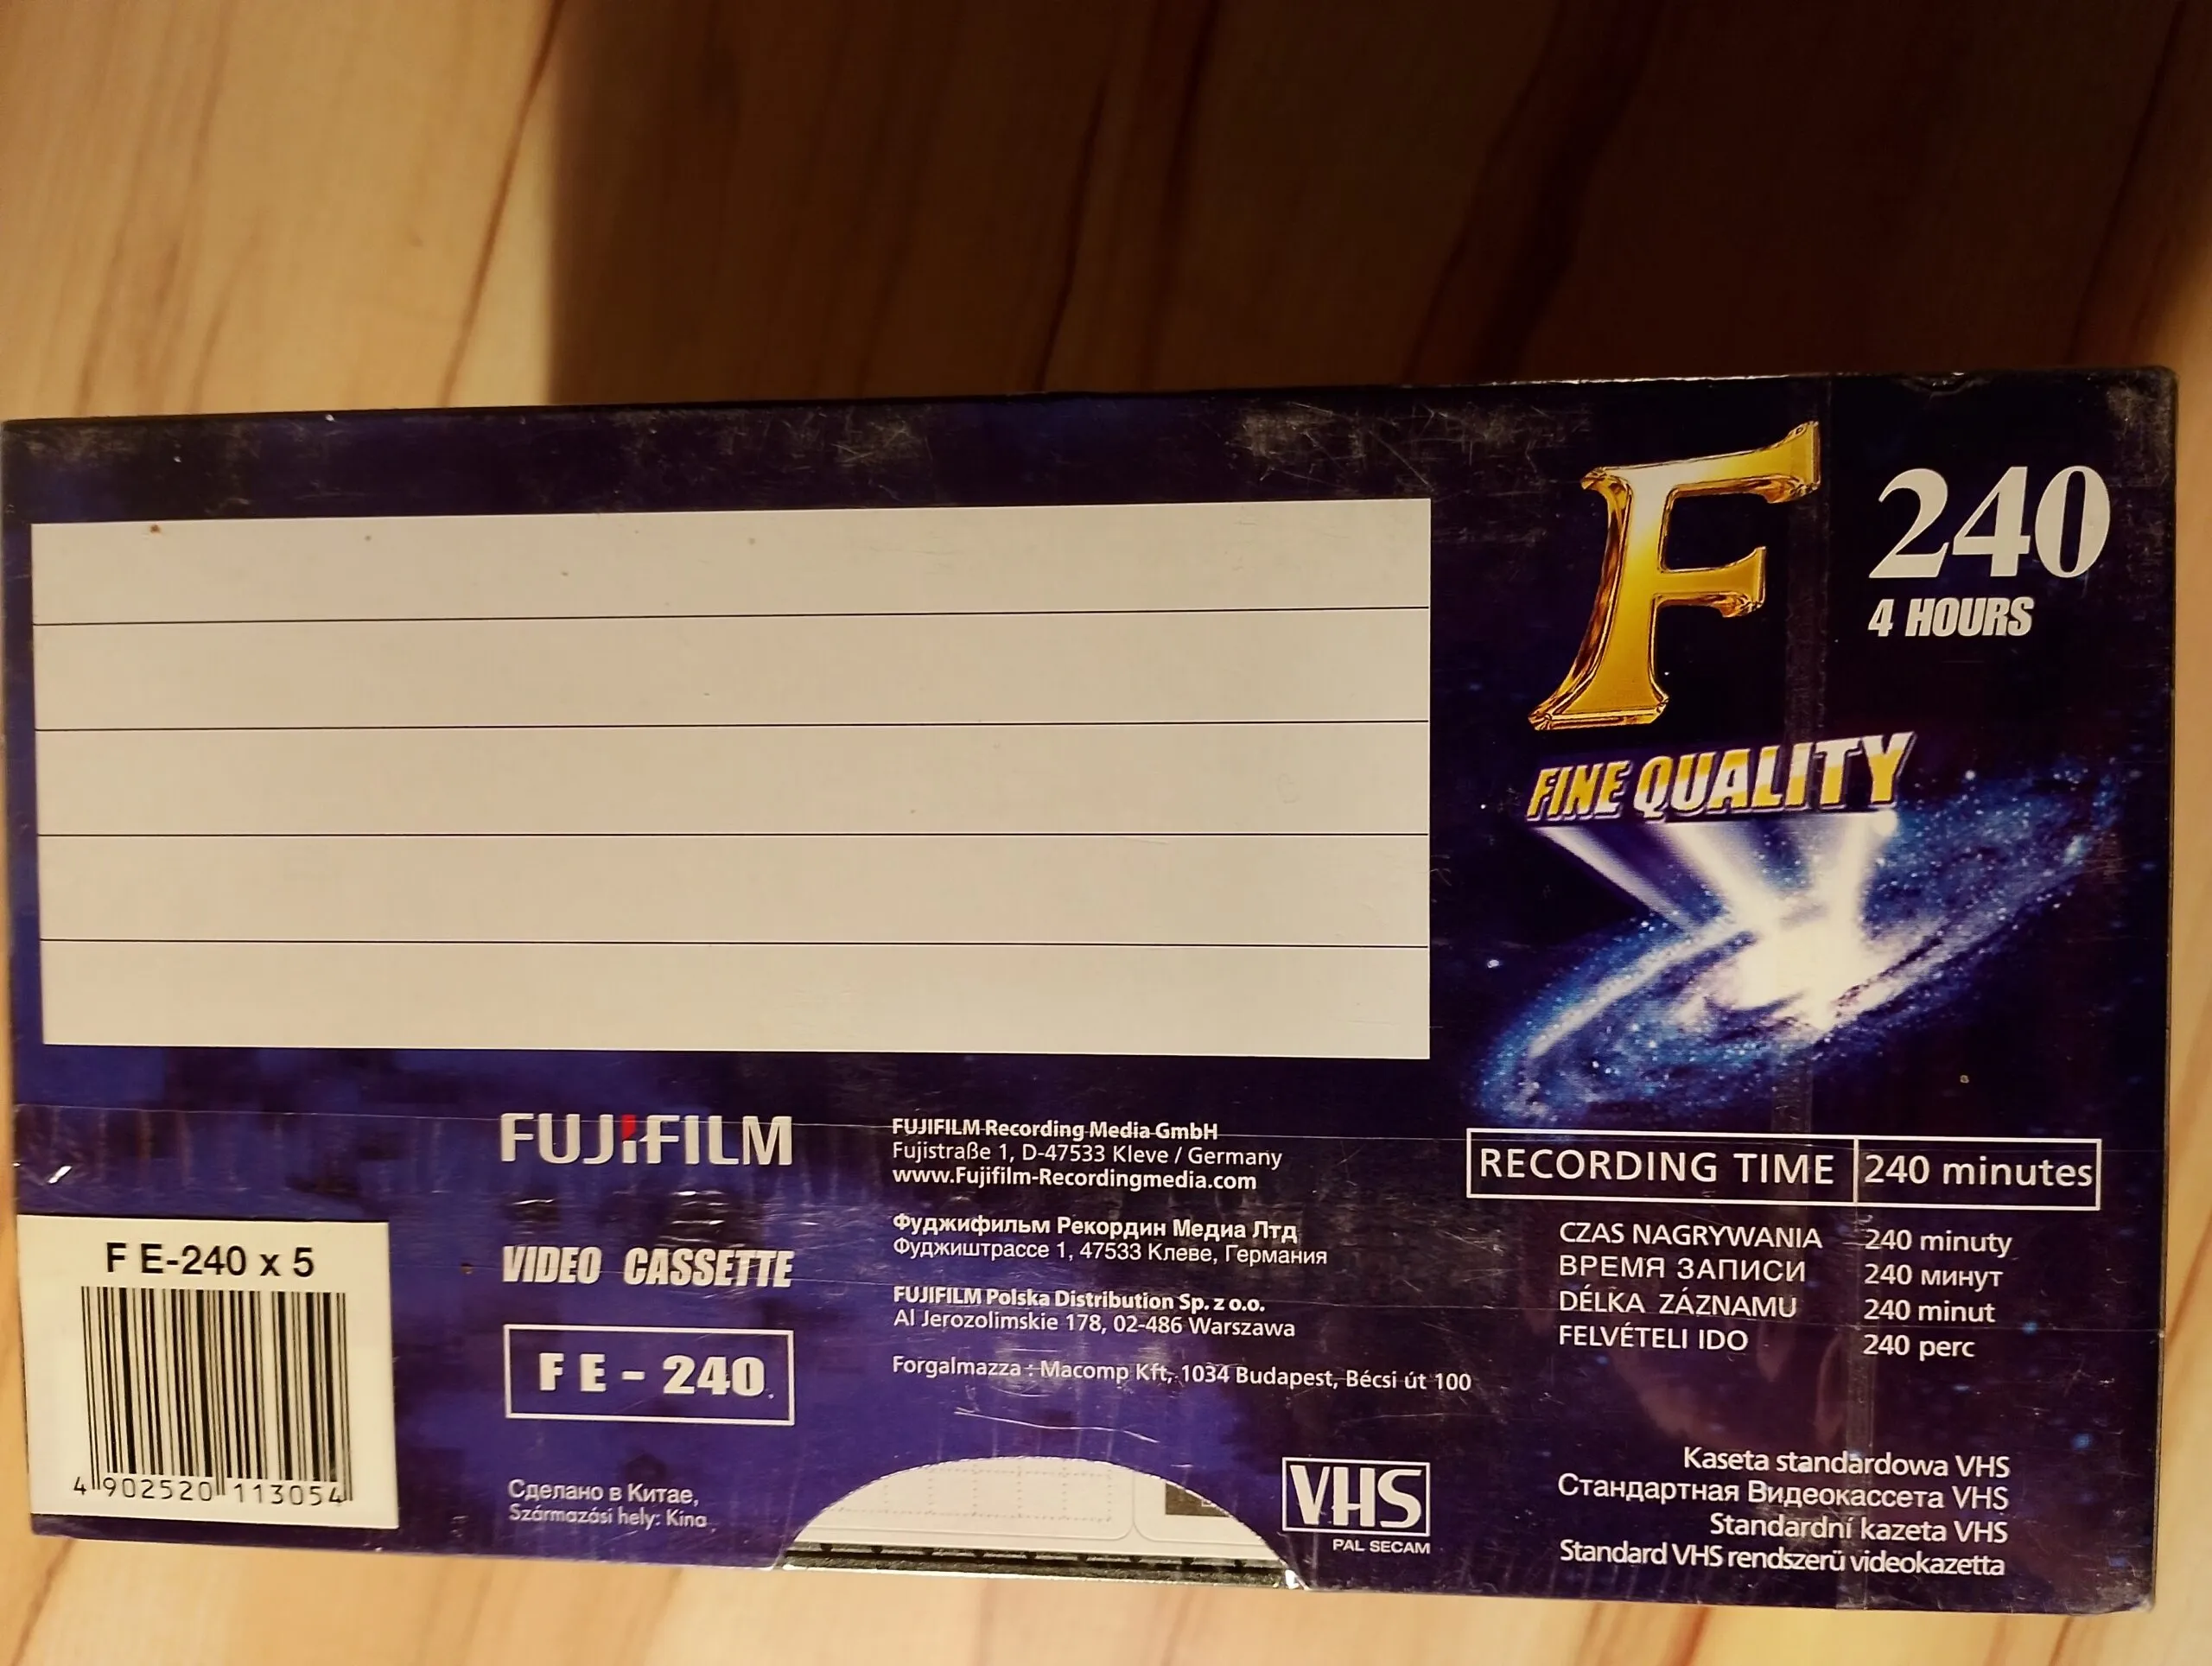 F
240
4 HOURS
FINE QUALITY
FUJIFILM
VIDEO CASSETTE
FE-240
Сделано в Китае,
Származási hely: Kina
F E-240 x 5
4 902520 113054
FUJIFILM Recording Media GmbH
Fujistraße 1, D-47533 Kleve / Germany
www.Fujifilm-Recordingmedia.com
Фуджифильм Рекордин Медиа Лтд
Фуджиштрассе 1, 47533 Клеве, Германия
FUJIFILM Polska Distribution Sp. z o.o.
Al Jerozolimskie 178, 02-486 Warszawa
Forgalmazza : Macomp Kft, 1034 Budapest, Bécsi út 100
VHS
PAL SECAM
RECORDING TIME 240 minutes
CZAS NAGRYWANIA 240 minuty
ВРЕМЯ ЗАПИСИ 240 минут
DÉLKA ZÁZNAMU 240 minut
FELVÉTELI IDO 240 perc
Kaseta standardowa VHS
Стандартная Видеокассета VHS
Standardní kazeta VHS
Standard VHS rendszerü videokazetta